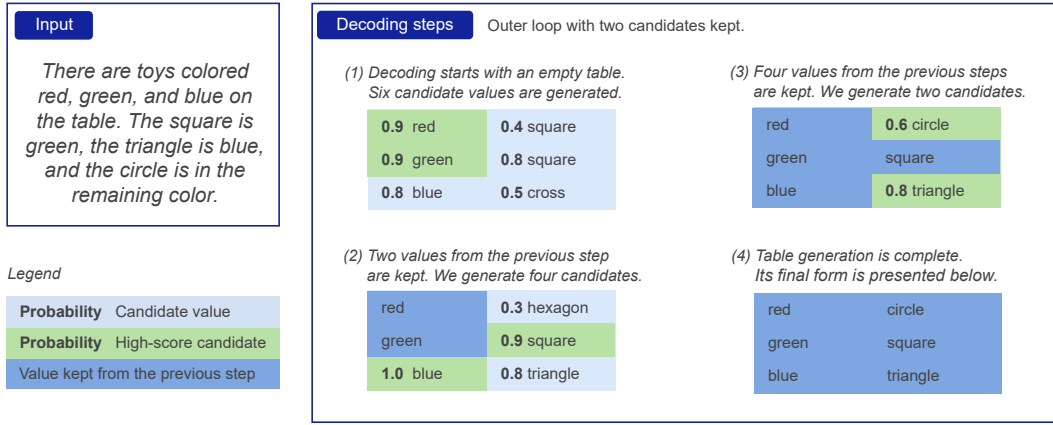 Input
There are toys colored
red, green, and blue on
the table. The square is
green, the triangle is blue,
and the circle is in the
remaining color.
Legend
Probability Candidate value
Probability High-score candidate
Value kept from the previous step
Decoding steps Outer loop with two candidates kept.
(1) Decoding starts with an empty table.
Six candidate values are generated.
0.9 red 0.4 square
0.9 green 0.8 square
0.8 blue 0.5 cross
(2) Two values from the previous step
are kept. We generate four candidates.
red 0.3 hexagon
green 0.9 square
1.0 blue 0.8 triangle
(3) Four values from the previous steps
are kept. We generate two candidates.
red 0.6 circle
green square
blue 0.8 triangle
(4) Table generation is complete.
Its final form is presented below.
red circle
green square
blue triangle